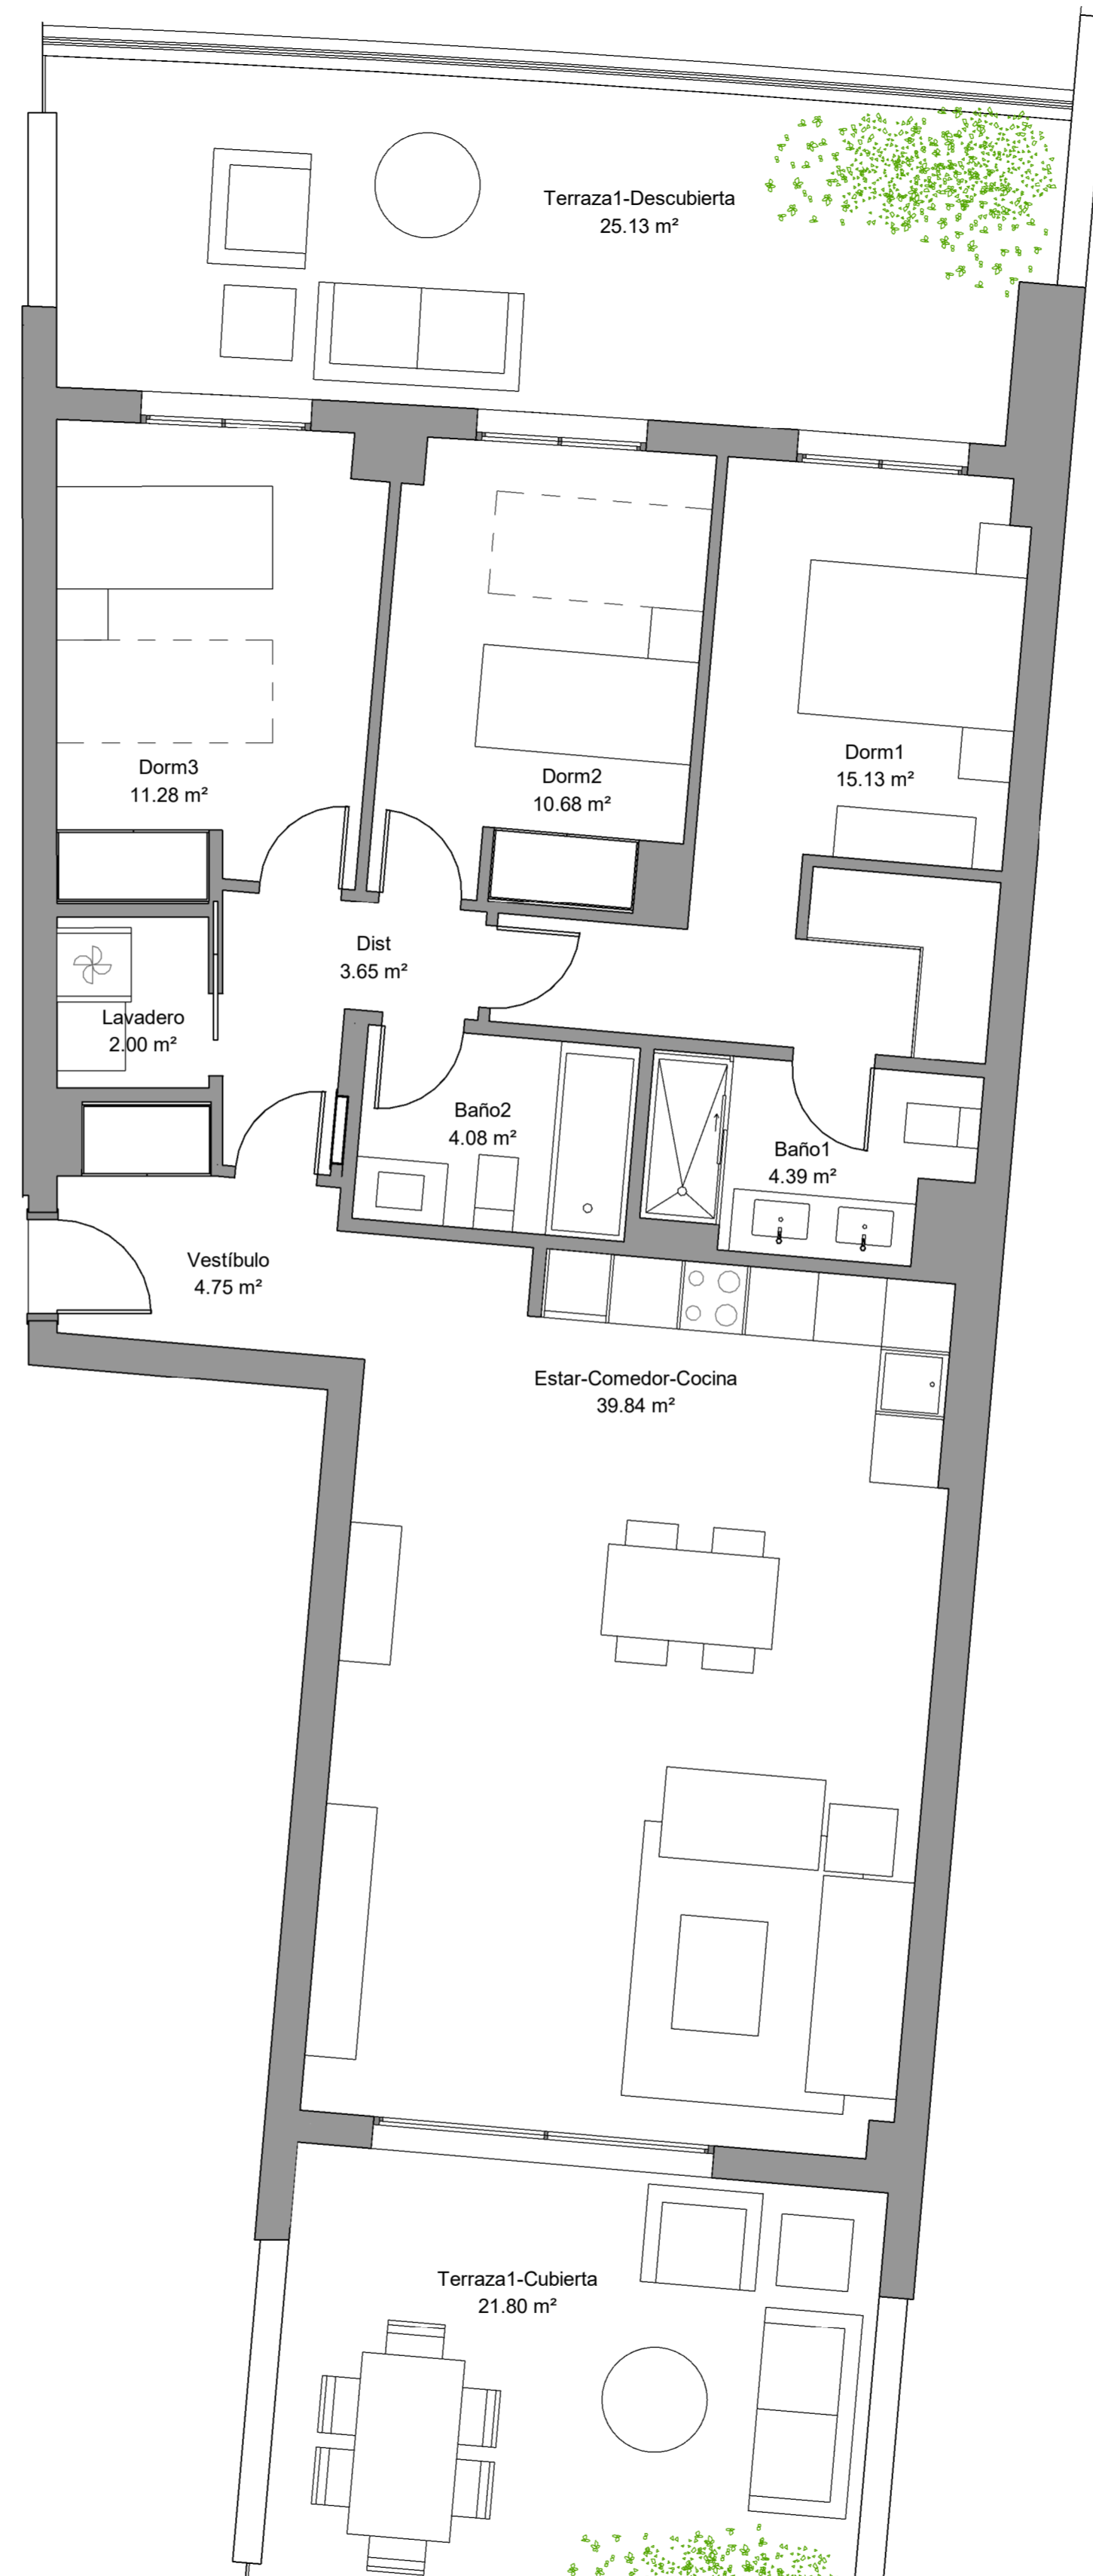 Terraza1-Descubierta
25.13 m²
Dorm3
11.28 m²
Dorm2
10.68 m²
Dorm1
15.13 m²
Dist
3.65 m²
Lavadero
2.00 m²
Baño2
4.08 m²
Baño1
4.39 m²
Vestíbulo
4.75 m²
Estar-Comedor-Cocina
39.84 m²
Terraza1-Cubierta
21.80 m²